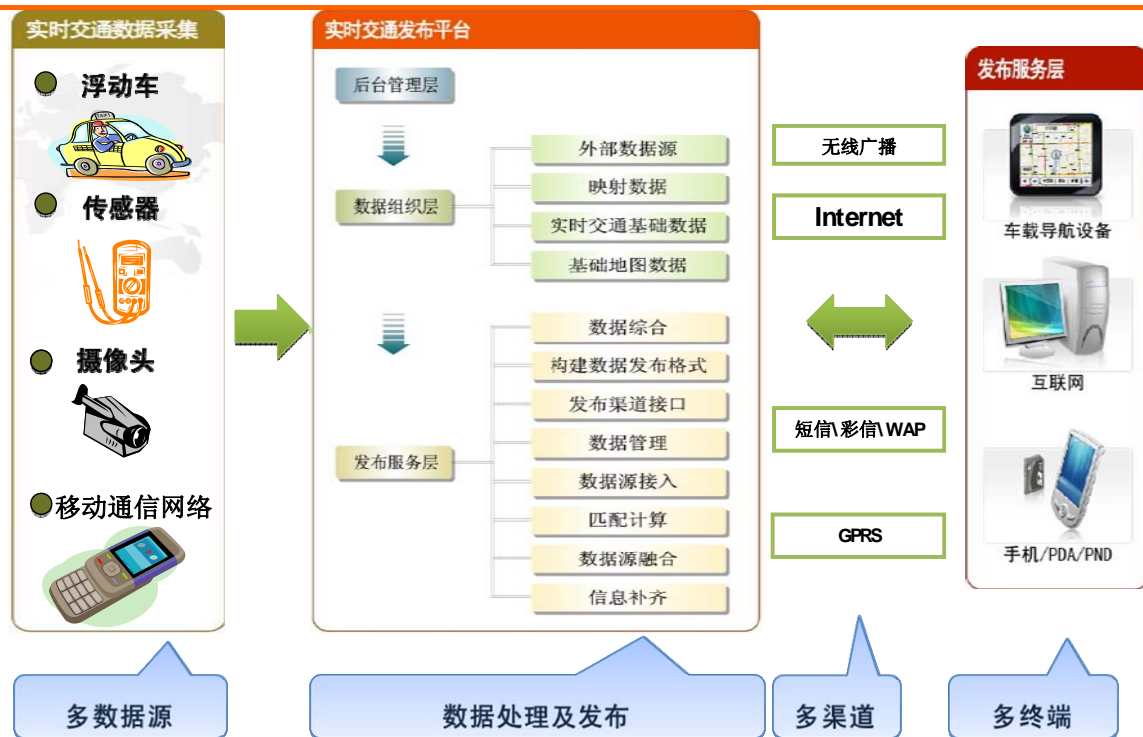 实时交通数据采集
浮动车
传感器
摄像头
移动通信网络
实时交通发布平台
后台管理层
数据组织层
外部数据源
映射数据
实时交通基础数据
基础地图数据
发布服务层
数据综合
构建数据发布格式
发布渠道接口
数据管理
数据源接入
匹配计算
数据源融合
信息补齐
无线广播
Internet
短信\彩信\WAP
GPRS
发布服务层
车载导航设备
互联网
手机/PDA/PND
多数据源
数据处理及发布
多渠道
多终端